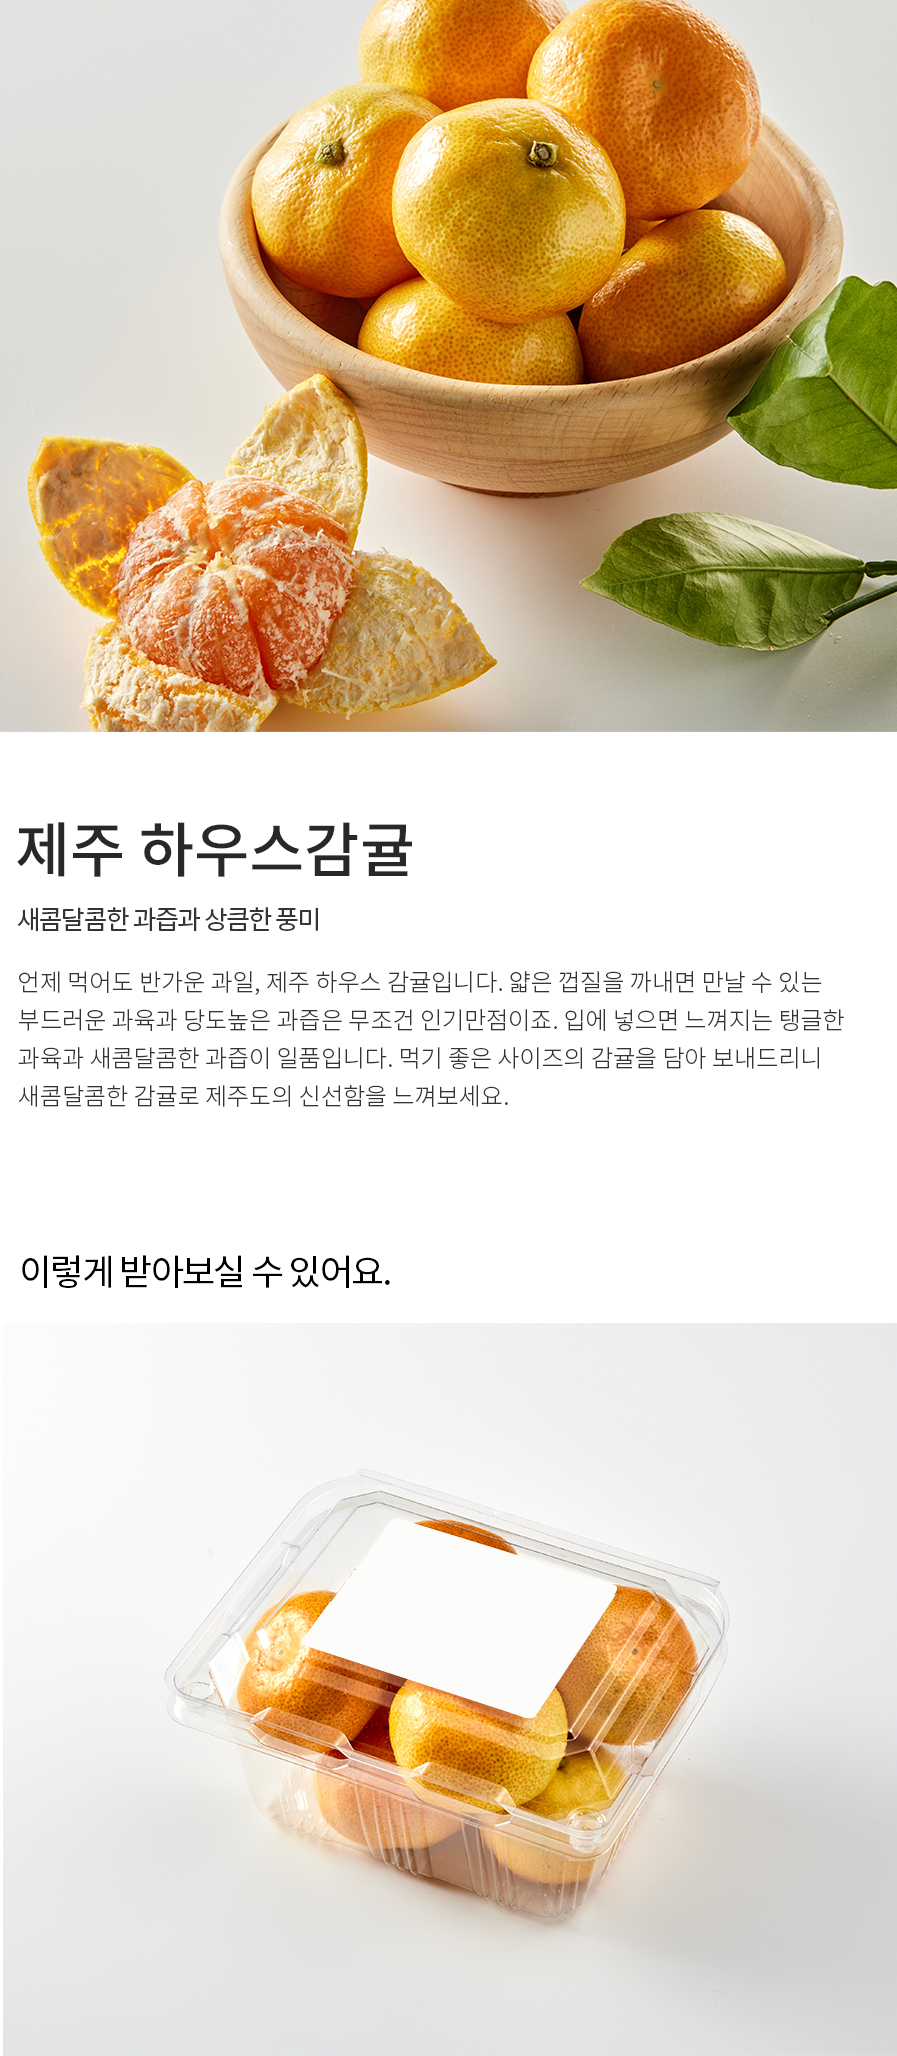 제주 하우스감귤
새콤달콤한 과즙과 상큼한 풍미
언제 먹어도 반가운 과일, 제주 하우스 감귤입니다. 얇은 껍질을 까내면 만날 수 있는
부드러운 과육과 당도높은 과즙은 무조건 인기만점이죠. 입에 넣으면 느껴지는 탱글한
과육과 새콤달콤한 과즙이 일품입니다. 먹기 좋은 사이즈의 감귤을 담아 보내드리니
새콤달콤한 감귤로 제주도의 신선함을 느껴보세요.
이렇게 받아보실 수 있어요.